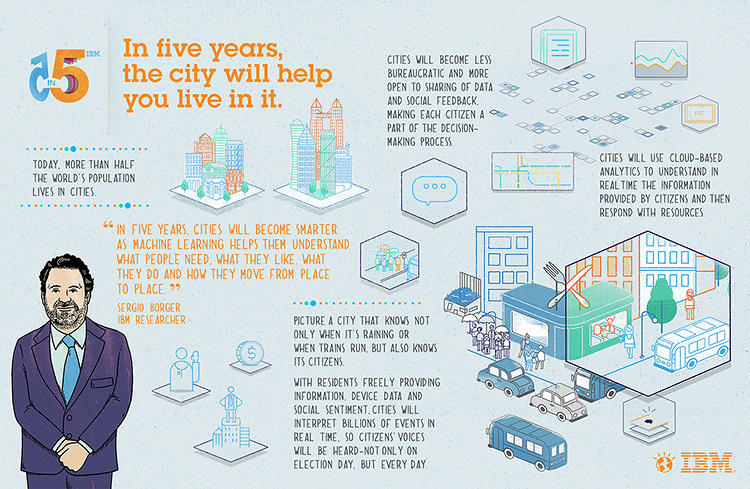 5
IN
5
IBM
In five years,
the city will help
you live in it.
TODAY, MORE THAN HALF
THE WORLD'S POPULATION
LIVES IN CITIES.
"IN FIVE YEARS, CITIES WILL BECOME SMARTER
AS MACHINE LEARNING HELPS THEM UNDERSTAND
WHAT PEOPLE NEED, WHAT THEY LIKE, WHAT
THEY DO AND HOW THEY MOVE FROM PLACE
TO PLACE."
SERGIO BORGER
IBM RESEARCHER
CITIES WILL BECOME LESS
BUREAUCRATIC AND MORE
OPEN TO SHARING OF DATA
AND SOCIAL FEEDBACK,
MAKING EACH CITIZEN A
PART OF THE DECISION-
MAKING PROCESS.
CITIES WILL USE CLOUD-BASED
ANALYTICS TO UNDERSTAND IN
REALTIME THE INFORMATION
PROVIDED BY CITIZENS AND THEN
RESPOND WITH RESOURCES.
PICTURE A CITY THAT KNOWS NOT
ONLY WHEN IT'S RAINING OR
WHEN TRAINS RUN, BUT ALSO KNOWS
ITS CITIZENS.
WITH RESIDENTS FREELY PROVIDING
INFORMATION, DEVICE DATA AND
SOCIAL SENTIMENT, CITIES WILL
INTERPRET BILLIONS OF EVENTS IN
REAL TIME, SO CITIZENS' VOICES
WILL BE HEARD-NOT ONLY ON
ELECTION DAY, BUT EVERY DAY.
$
IBM